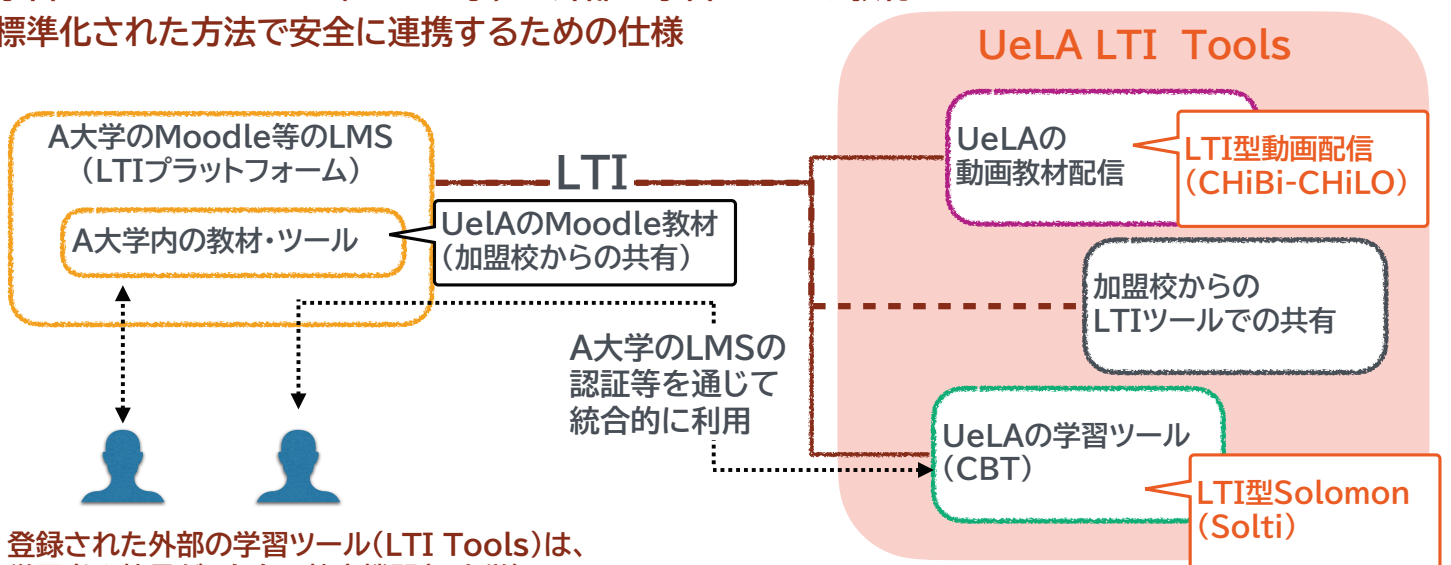 標準化された方法で安全に連携するための仕様
UeLA LTI Tools
A大学のMoodle等のLMS
(LTIプラットフォーム)
A大学内の教材・ツール
UelAのMoodle教材
(加盟校からの共有)
LTI
UeLAの
動画教材配信
LTI型動画配信
(CHiBi-CHiLO)
加盟校からの
LTIツールでの共有
A大学のLMSの
認証等を通じて
統合的に利用
UeLAの学習ツール
(CBT)
LTI型Solomon
(Solti)
登録された外部の学習ツール(LTI Tools)は、